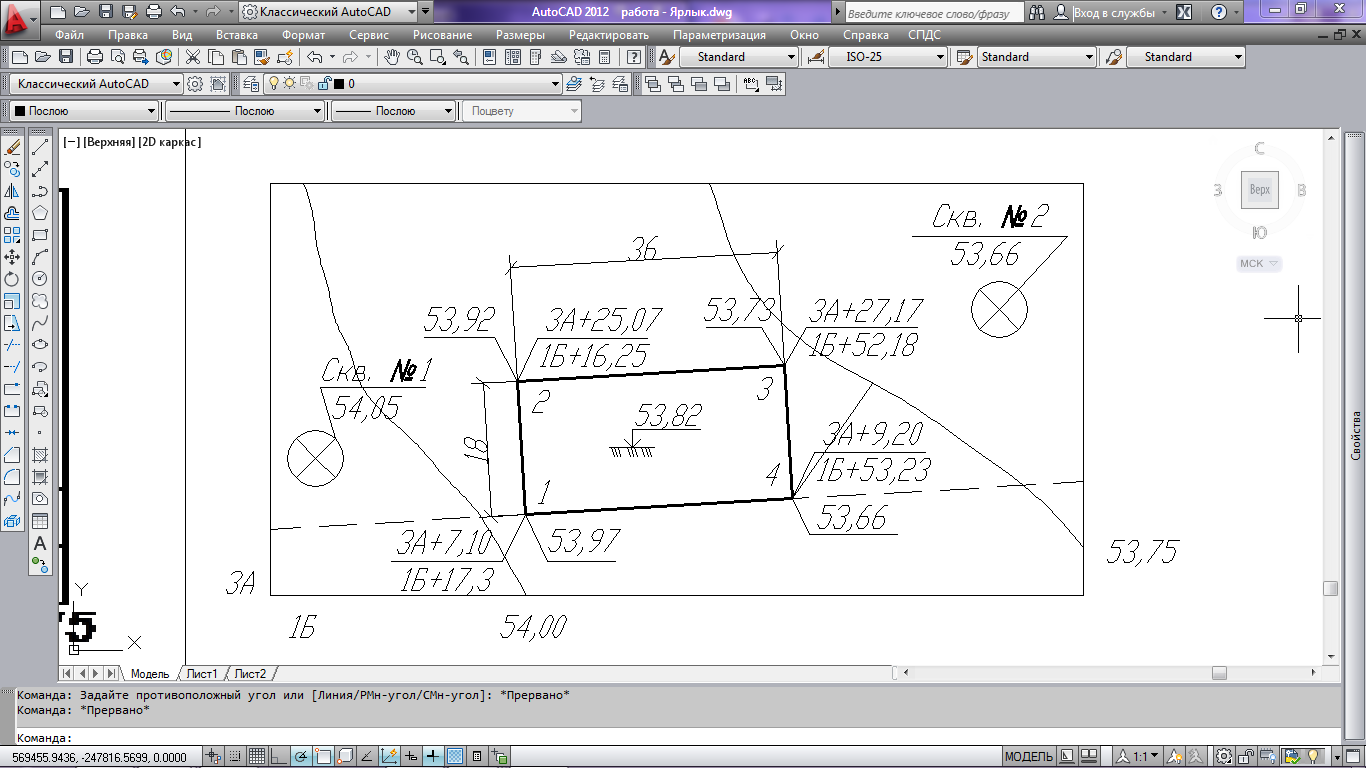 Классический AutoCAD
AutoCAD 2012 работа - Ярлык.dwg
Введите ключевое слово/фразу
Вход в службы
Файл Правка Вид Вставка Формат Сервис Рисование Размеры Редактировать Параметризация Окно Справка СПДС
Standard ISO-25 Standard Standard
Классический AutoCAD 0
Послою Послою Послою Поцвету
[−] [Верхняя] [2D каркас]
С
З Верх В
Ю
МСК
Скв. №2
53,66
36
53,92
3А+25,07
1Б+16,25
53,73
3А+27,17
1Б+52,18
Скв. №1
54,05
2
3
53,82
18
3А+9,20
1Б+53,23
4
1
53,66
3А+7,10
1Б+17,3
53,97
53,75
3А
1Б
54,00
Y
X
5
Свойства
Модель Лист1 Лист2
Команда: Задайте противоположный угол или [Линия/РМн-угол/СМн-угол]: *Прервано*
Команда: *Прервано*
Команда:
569455.9436, -247816.5699, 0.0000
МОДЕЛЬ
1:1